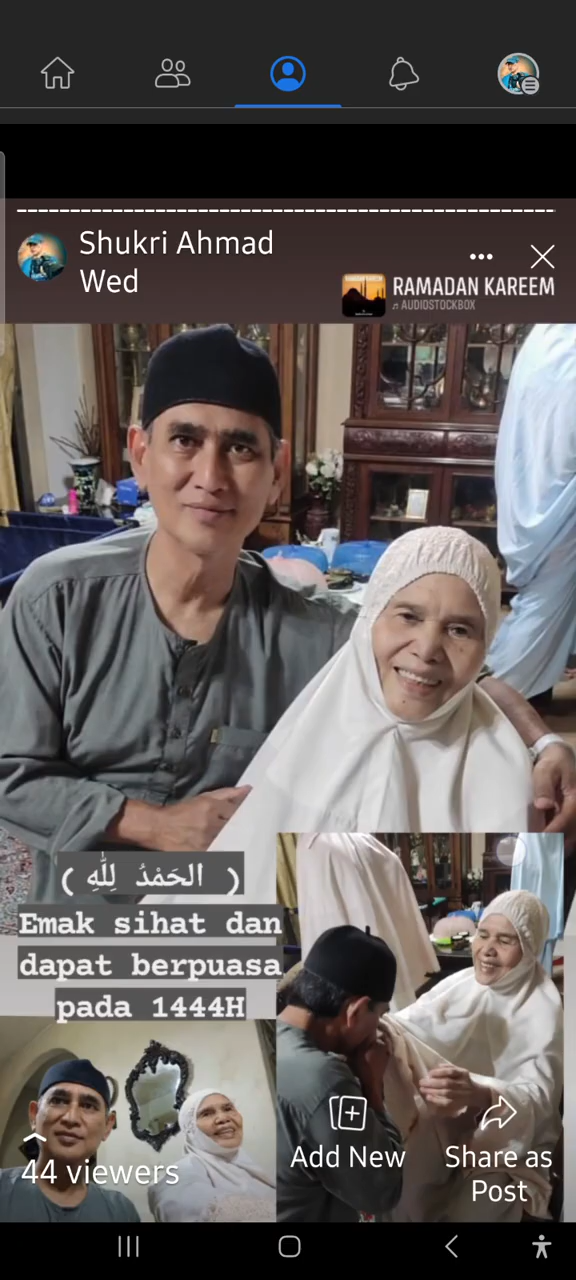 Shukri Ahmad
Wed
RAMADAN KAREEM
♬ AUDIOSTOCKBOX
( الحَمْدُ لِلّٰهِ )
Emak sihat dan
dapat berpuasa
pada 1444H
44 viewers
Add New
Share as
Post